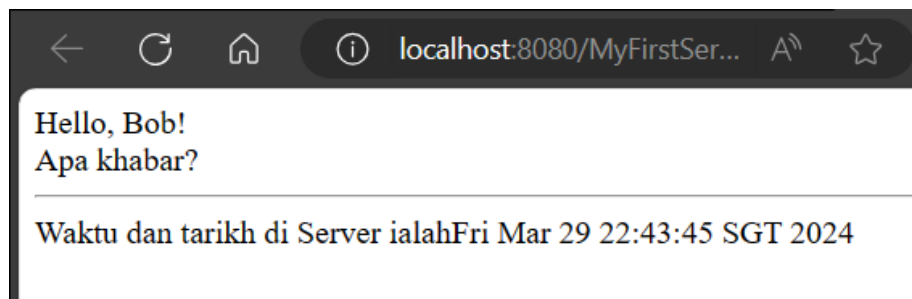 localhost:8080/MyFirstSer...
Hello, Bob!
Apa khabar?
Waktu dan tarikh di Server ialahFri Mar 29 22:43:45 SGT 2024